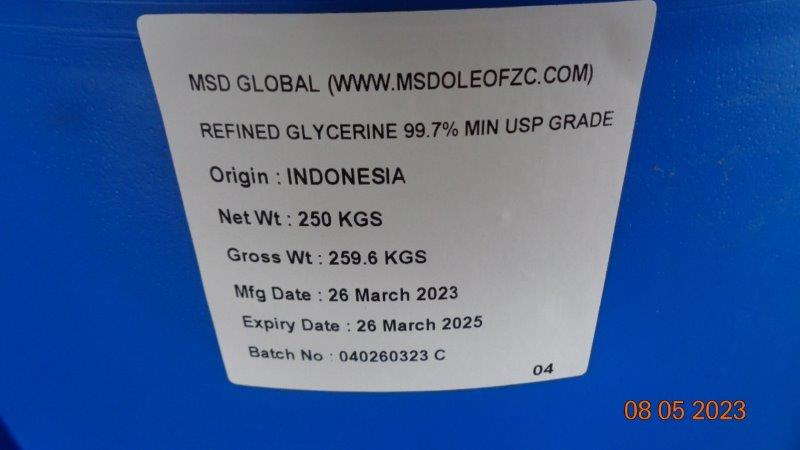 MSD GLOBAL (WWW.MSDOLEOFZC.COM)
REFINED GLYCERINE 99.7% MIN USP GRADE
Origin : INDONESIA
Net Wt : 250 KGS
Gross Wt : 259.6 KGS
Mfg Date : 26 March 2023
Expiry Date : 26 March 2025
Batch No : 040260323 C
04
08 05 2023